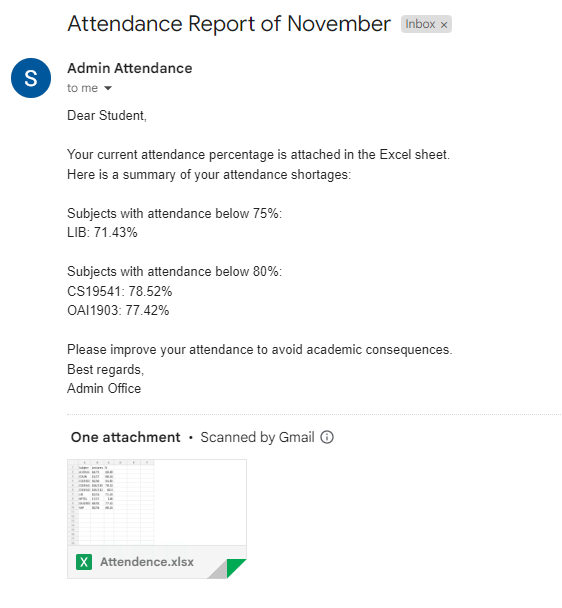 Attendance Report of November
Inbox ×
S
Admin Attendance
to me
Dear Student,
Your current attendance percentage is attached in the Excel sheet.
Here is a summary of your attendance shortages:
Subjects with attendance below 75%:
LIB: 71.43%
Subjects with attendance below 80%:
CS19541: 78.52%
OAI1903: 77.42%
Please improve your attendance to avoid academic consequences.
Best regards,
Admin Office
One attachment • Scanned by Gmail
X Attendence.xlsx